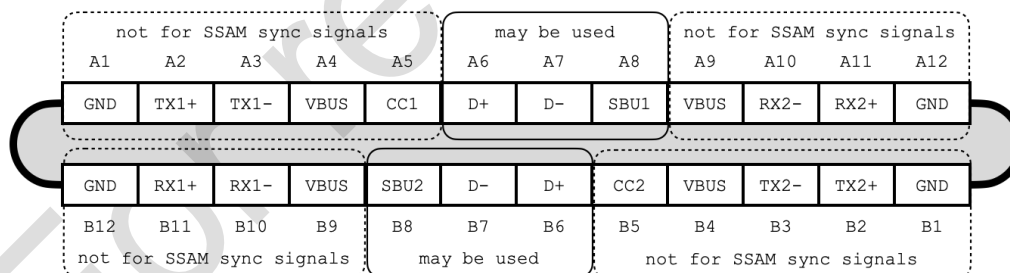 not for SSAM sync signals may be used not for SSAM sync signals
A1 A2 A3 A4 A5 A6 A7 A8 A9 A10 A11 A12
GND TX1+ TX1- VBUS CC1 D+ D- SBU1 VBUS RX2- RX2+ GND
GND RX1+ RX1- VBUS SBU2 D- D+ CC2 VBUS TX2- TX2+ GND
B12 B11 B10 B9 B8 B7 B6 B5 B4 B3 B2 B1
not for SSAM sync signals may be used not for SSAM sync signals